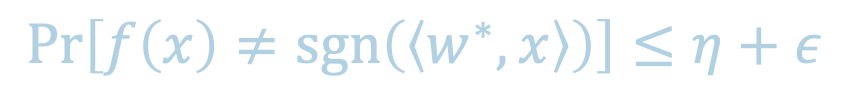 Pr[f(x) ≠ sgn(⟨w*, x⟩)] ≤ η + ϵ